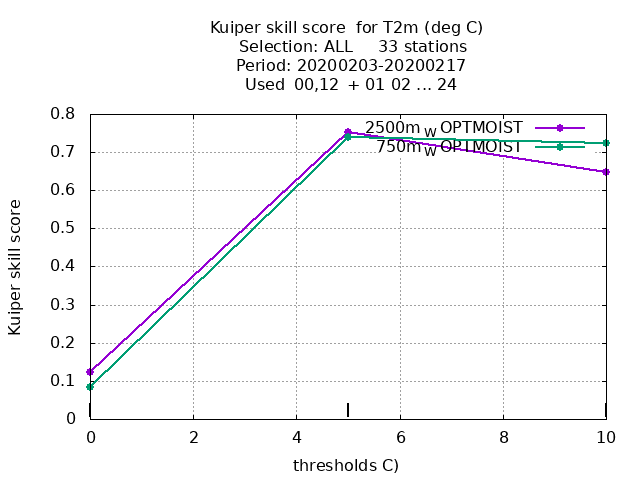 Kuiper skill score  for T2m (deg C)
Selection: ALL     33 stations
Period: 20200203-20200217
Used  00,12  + 01 02 ... 24
Kuiper skill score
0.8
0.7
0.6
0.5
0.4
0.3
0.2
0.1
0
2500m_W OPTMOIST
750m_W OPTMOIST
0 2 4 6 8 10
thresholds C)